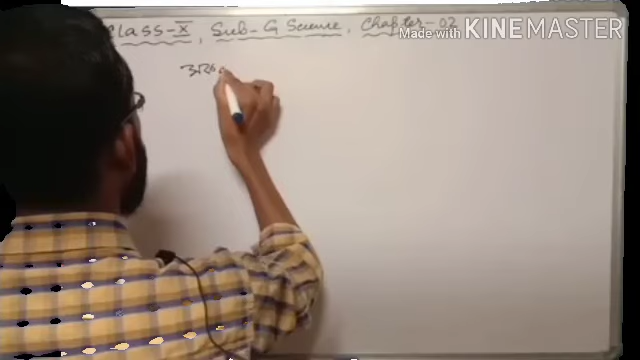 Class-X, Sub-G Science, Chapter-02
Made with KINEMASTER